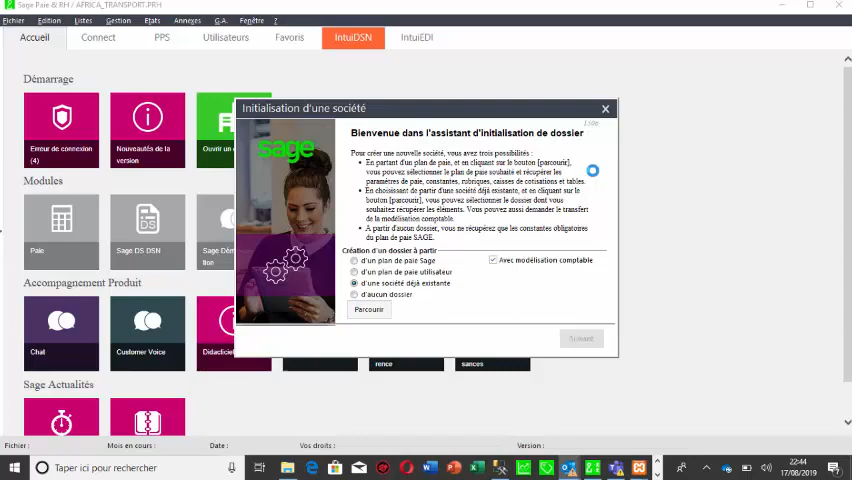 Sage Paie & RH / AFRICA_TRANSPORT.PRH
Fichier Edition Listes Gestion Etats Annexes G.A. Fenêtre ?
Accueil Connect PPS Utilisateurs Favoris IntuiDSN IntuiEDI
Démarrage
Erreur de connexion
(4)
Nouveautés de la
version
Ouvrir un
Modules
Paie
Sage DS DSN
Sage Dém
tion
Accompagnement Produit
Chat
Customer Voice
Didacticiel
rence
sances
Sage Actualités
Initialisation d'une société
sage
Bienvenue dans l'assistant d'initialisation de dossier
Pour créer une nouvelle société, vous avez trois possibilités :
• En partant d'un plan de paie, et en cliquant sur le bouton [parcourir],
vous pouvez sélectionner le plan de paie souhaité et récupérer les
paramètres de paie, constantes, rubriques, caisses de cotisations et tables.
• En choisissant de partir d'une société déjà existante, et en cliquant sur le
bouton [parcourir], vous pouvez sélectionner le dossier dont vous
souhaitez récupérer les éléments. Vous pouvez aussi demander le transfert
de la modélisation comptable.
• A partir d'aucun dossier, vous ne récupérez que les constantes obligatoires
du plan de paie SAGE.
Création d'un dossier à partir
d'un plan de paie Sage
Avec modélisation comptable
d'un plan de paie utilisateur
d'une société déjà existante
d'aucun dossier
Parcourir
Suivant
Fichier : Mois en cours : Date : Vos droits : Version :
Taper ici pour rechercher
22:44
17/08/2019